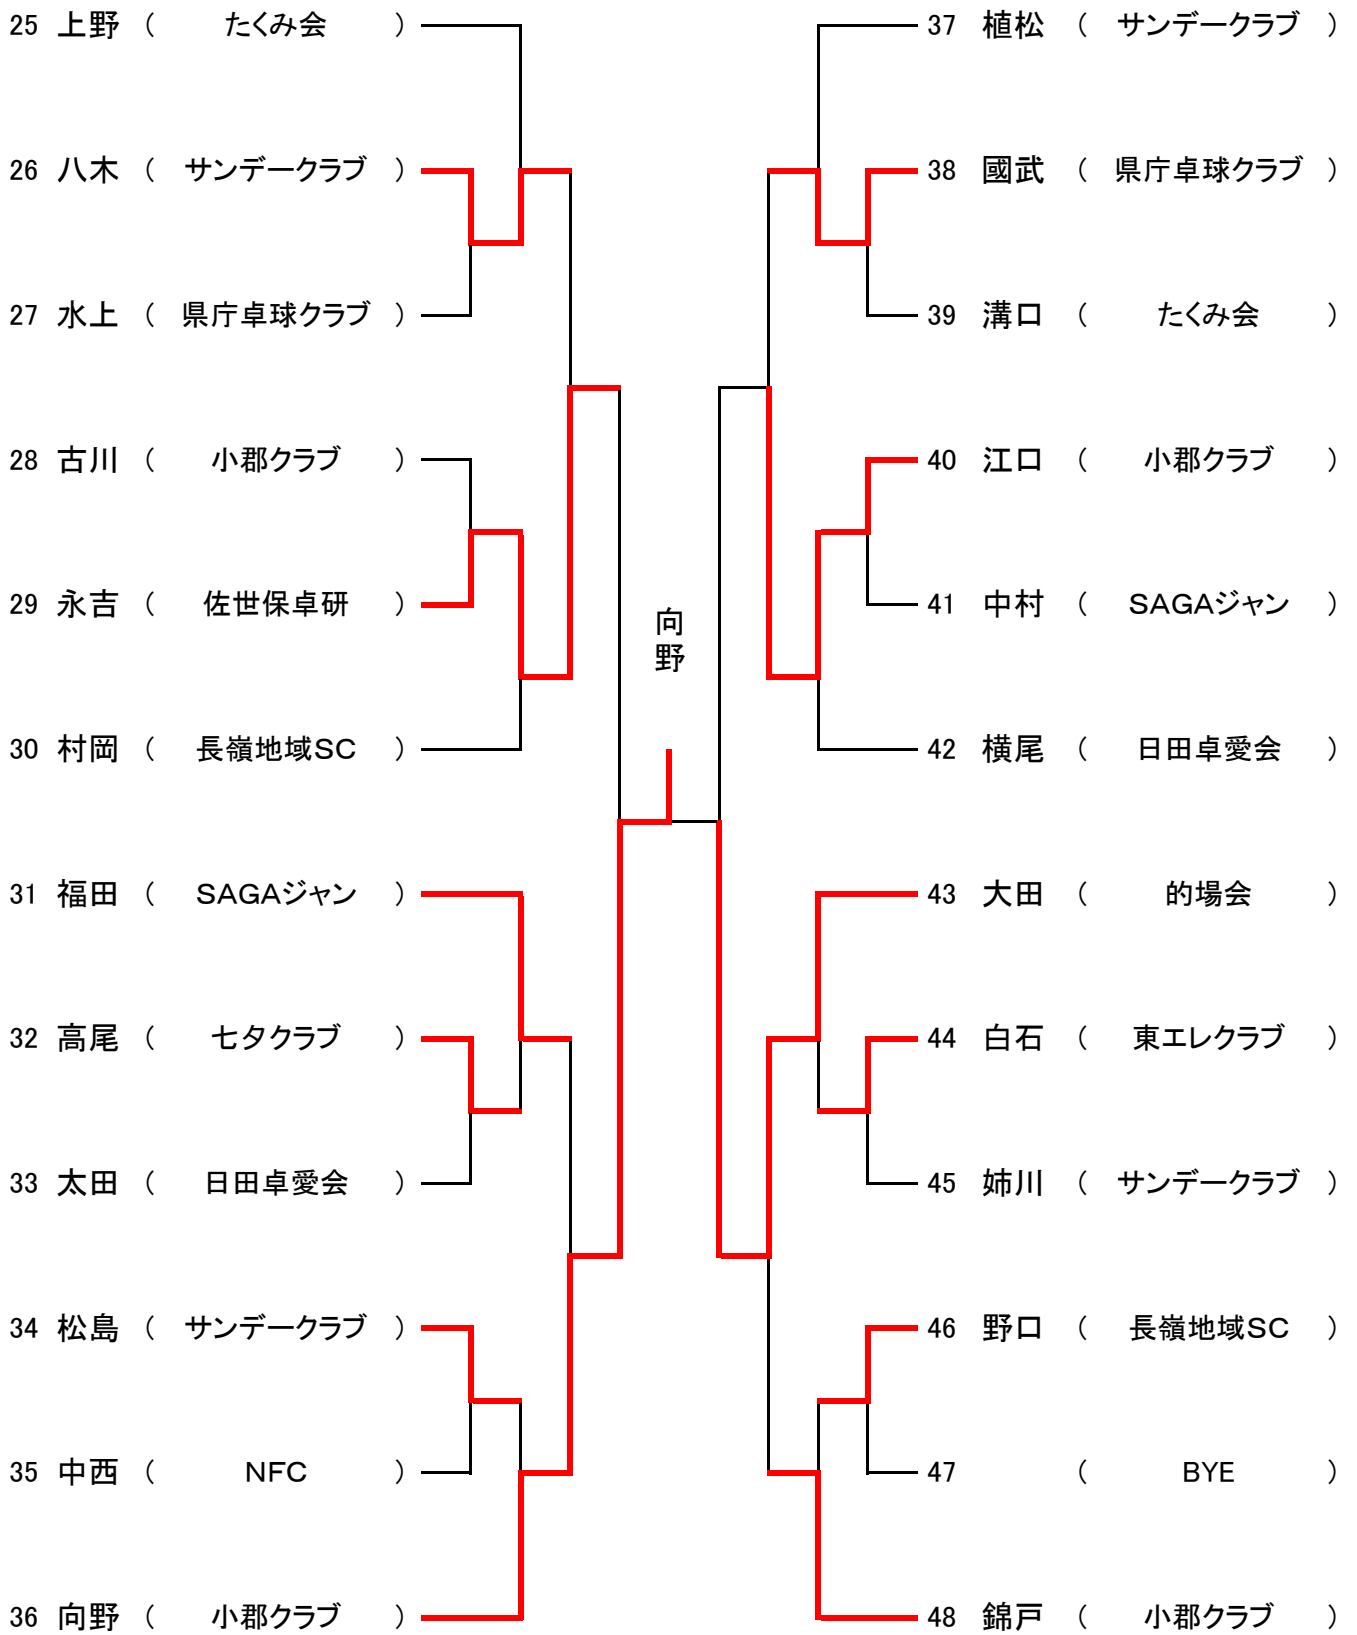 25 上野 ( たくみ会 )
26 八木 ( サンデークラブ )
27 水上 ( 県庁卓球クラブ )
28 古川 ( 小郡クラブ )
29 永吉 ( 佐世保卓研 )
30 村岡 ( 長嶺地域SC )
31 福田 ( SAGAジャン )
32 高尾 ( 七夕クラブ )
33 太田 ( 日田卓愛会 )
34 松島 ( サンデークラブ )
35 中西 ( NFC )
36 向野 ( 小郡クラブ )
向野
37 植松 ( サンデークラブ )
38 國武 ( 県庁卓球クラブ )
39 溝口 ( たくみ会 )
40 江口 ( 小郡クラブ )
41 中村 ( SAGAジャン )
42 横尾 ( 日田卓愛会 )
43 大田 ( 的場会 )
44 白石 ( 東エレクラブ )
45 姉川 ( サンデークラブ )
46 野口 ( 長嶺地域SC )
47 ( BYE )
48 錦戸 ( 小郡クラブ )